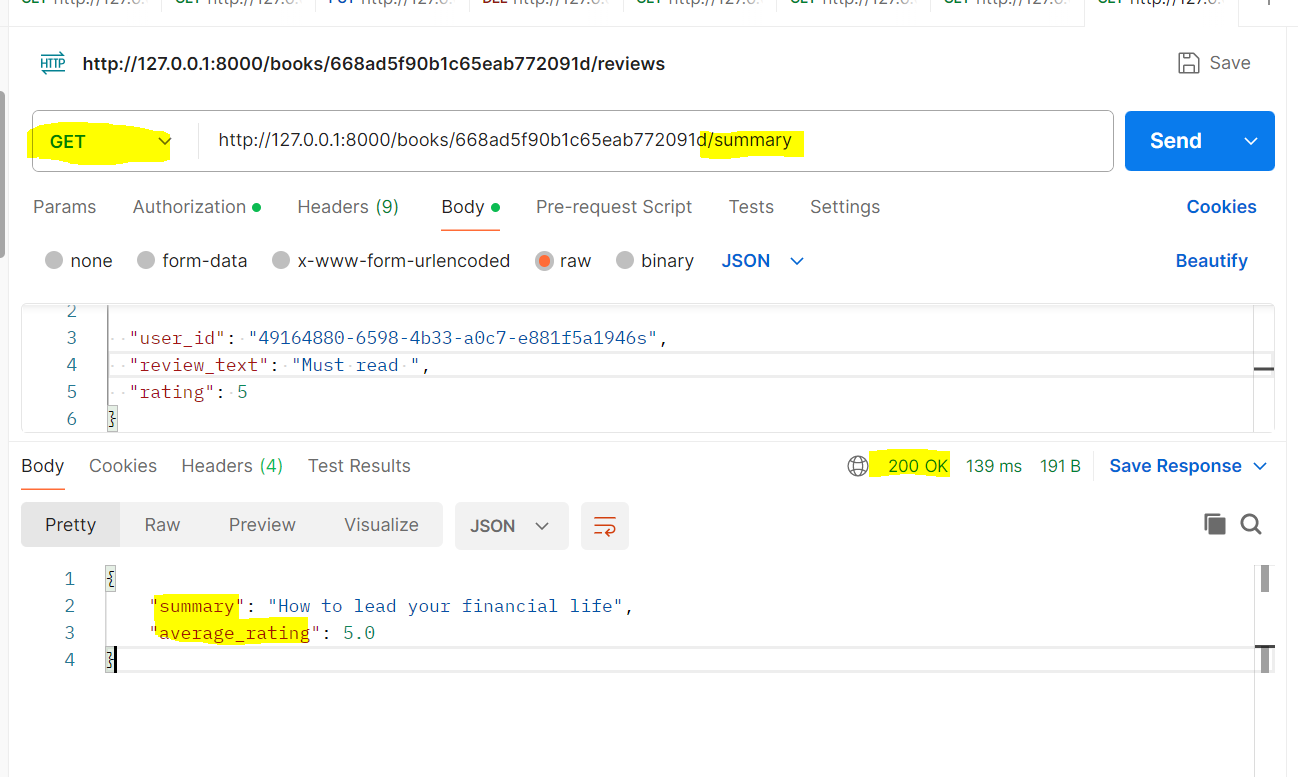 GET http://127.0. GET http://127.0. PUT http://127.0. DEL http://127.0. GET http://127.0. GET http://127.0. GET http://127.0. GET http://127.0.
HTTP http://127.0.0.1:8000/books/668ad5f90b1c65eab772091d/reviews Save
GET http://127.0.0.1:8000/books/668ad5f90b1c65eab772091d/summary Send
Params Authorization Headers (9) Body Pre-request Script Tests Settings Cookies
none form-data x-www-form-urlencoded raw binary JSON Beautify
2
3 "user_id": "49164880-6598-4b33-a0c7-e881f5a1946s",
4 "review_text": "Must read ",
5 "rating": 5
6 }
Body Cookies Headers (4) Test Results 200 OK 139 ms 191 B Save Response
Pretty Raw Preview Visualize JSON
1 {
2 "summary": "How to lead your financial life",
3 "average_rating": 5.0
4 }